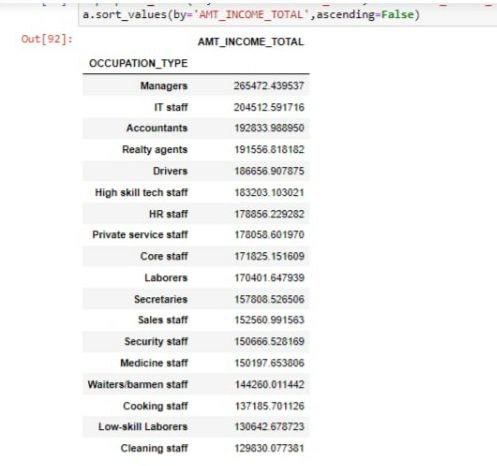 a.sort_values(by='AMT_INCOME_TOTAL',ascending=False)
Out[92]:
AMT_INCOME_TOTAL
OCCUPATION_TYPE
Managers 265472.439537
IT staff 204512.591716
Accountants 192833.988950
Realty agents 191556.818182
Drivers 186656.907875
High skill tech staff 183203.103021
HR staff 178856.229282
Private service staff 178058.601970
Core staff 171825.151609
Laborers 170401.647939
Secretaries 157808.526506
Sales staff 152560.991563
Security staff 150666.528169
Medicine staff 150197.653806
Waiters/barmen staff 144260.011442
Cooking staff 137185.701126
Low-skill Laborers 130642.678723
Cleaning staff 129830.077381